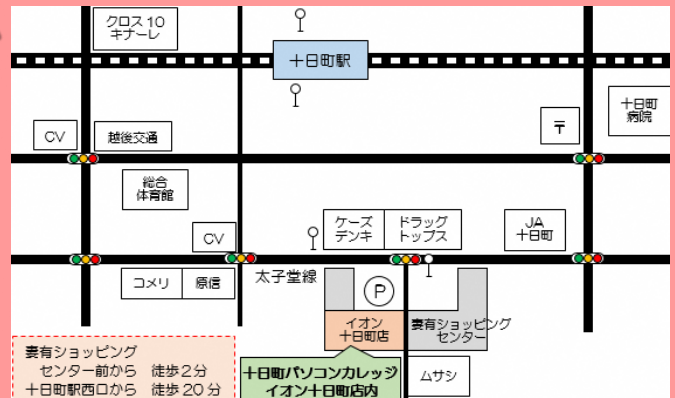 クロス10
キナーレ
十日町駅
十日町
病院
〒
CV
越後交通
総合
体育館
CV
ケーズ
デンキ
ドラッグ
トップス
JA
十日町
コメリ
原信
太子堂線
P
イオン
十日町店
妻有ショッピング
センター
妻有ショッピング
センター前から 徒歩2分
十日町駅西口から 徒歩20分
十日町パソコンカレッジ
イオン十日町店内
ムサシ